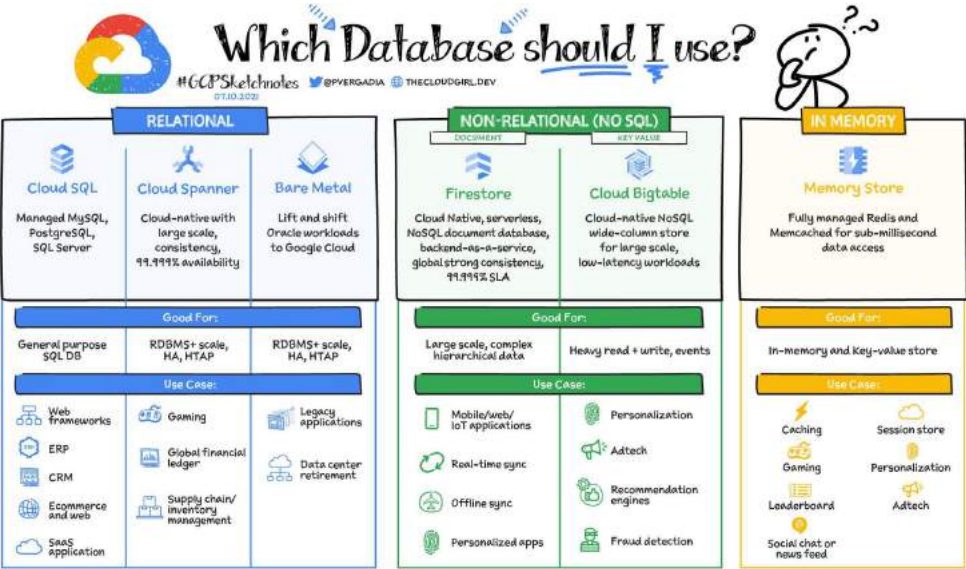 Which Database should I use?
#GCPSketchnotes @PVERGADIA THECLOUDGIRL.DEV
07.10.2021
RELATIONAL
Cloud SQL
Managed MySQL,
PostgreSQL,
SQL Server
Cloud Spanner
Cloud-native with
large scale,
consistency,
99.999% availability
Bare Metal
Lift and shift
Oracle workloads
to Google Cloud
Good For:
General purpose
SQL DB
RDBMS+ scale,
HA, HTAP
RDBMS+ scale,
HA, HTAP
Use Case:
Web
frameworks
ERP
CRM
Ecommerce
and web
SaaS
application
Gaming
Global financial
ledger
Supply chain/
inventory
management
Legacy
applications
Data center
retirement
NON-RELATIONAL (NO SQL)
DOCUMENT
KEY VALUE
Firestore
Cloud Native, serverless,
NoSQL document database,
backend-as-a-service,
global strong consistency,
99.999% SLA
Cloud Bigtable
Cloud-native NoSQL
wide-column store
for large scale,
low-latency workloads
Good For:
Large scale, complex
hierarchical data
Heavy read + write, events
Use Case:
Mobile/web/
IoT applications
Real-time sync
Offline sync
Personalized apps
Personalization
Adtech
Recommendation
engines
Fraud detection
IN MEMORY
Memory Store
Fully managed Redis and
Memcached for sub-millisecond
data access
Good For:
In-memory and Key-value store
Use Case:
Caching
Session store
Gaming
Personalization
Leaderboard
Adtech
Social chat or
news feed